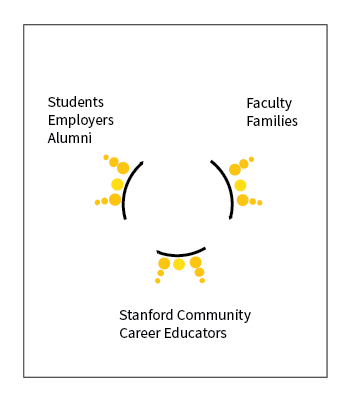 Students
Employers
Alumni
Faculty
Families
Stanford Community
Career Educators